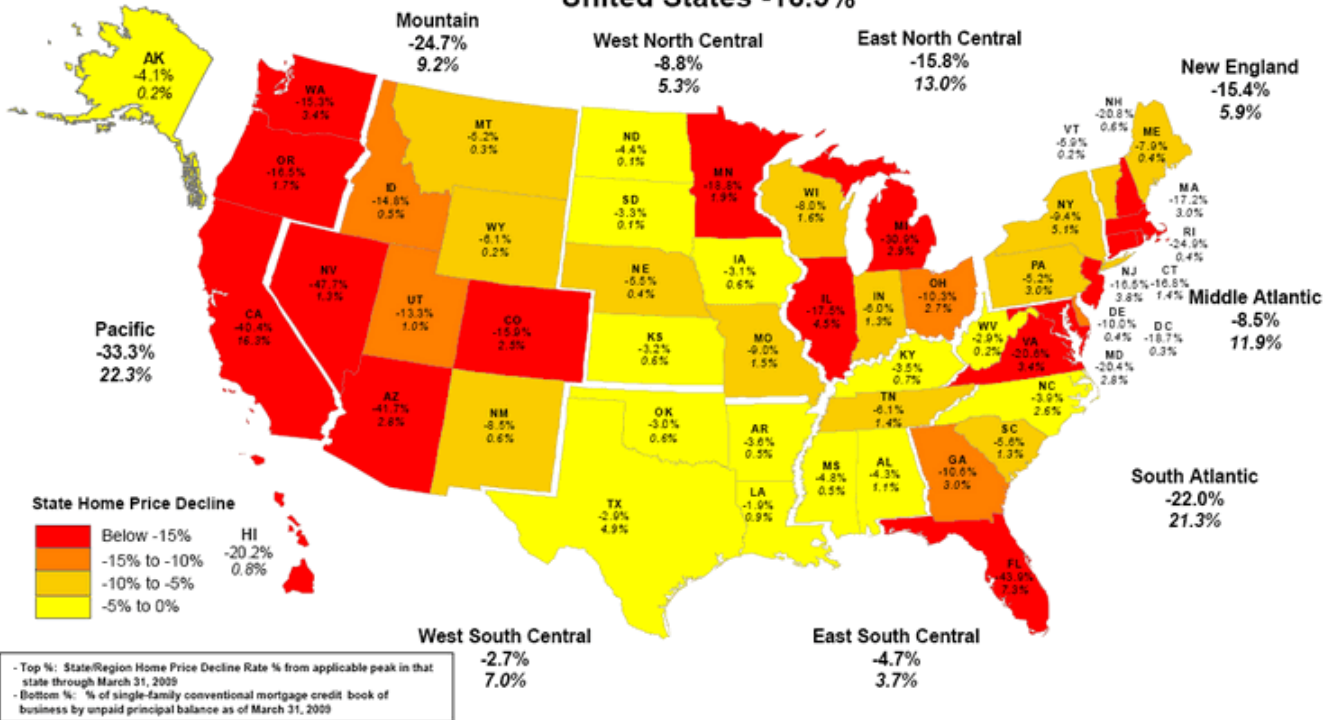 United States
Mountain
-24.7%
9.2%
West North Central
-8.8%
5.3%
East North Central
-15.8%
13.0%
New England
-15.4%
5.9%
AK
-4.1%
0.2%
WA
-15.3%
3.4%
OR
-16.5%
1.7%
ID
-14.8%
0.5%
MT
-5.2%
0.3%
WY
-6.1%
0.2%
ND
-4.4%
0.1%
SD
-3.3%
0.1%
NE
-5.5%
0.4%
KS
-3.2%
0.6%
MN
1.9%
IA
-3.1%
0.6%
MO
-9.0%
1.5%
WI
-8.0%
1.6%
MI
-30.9%
2.9%
IL
-17.5%
4.5%
IN
-6.0%
1.3%
OH
-10.3%
2.7%
NH
-20.8%
0.6%
VT
-5.9%
0.2%
ME
-7.9%
0.4%
NY
-9.4%
5.1%
MA
-17.2%
3.0%
RI
-24.9%
0.4%
PA
-5.2%
3.0%
NJ
-16.5%
3.8%
CT
-16.8%
1.4%
DE
-10.0%
0.4%
DC
-18.7%
0.3%
MD
-20.4%
2.8%
Middle Atlantic
-8.5%
11.9%
Pacific
-33.3%
22.3%
CA
-40.4%
16.3%
NV
-47.7%
1.3%
UT
-13.3%
1.0%
CO
-15.9%
AZ
-41.7%
NM
-8.5%
0.6%
OK
-3.0%
0.6%
TX
-2.9%
4.9%
AR
-3.6%
0.5%
LA
-1.9%
0.9%
MS
-4.8%
0.5%
AL
-4.3%
1.1%
TN
-6.1%
1.4%
KY
-3.5%
0.7%
WV
-2.9%
0.2%
VA
-20.6%
3.4%
NC
-3.9%
2.6%
SC
-5.6%
1.3%
GA
-10.6%
3.0%
FL
-43.9%
7.3%
South Atlantic
-22.0%
21.3%
State Home Price Decline
Below -15%
-15% to -10%
-10% to -5%
-5% to 0%
HI
-20.2%
0.8%
West South Central
-2.7%
7.0%
East South Central
-4.7%
3.7%
- Top %: State/Region Home Price Decline Rate % from applicable peak in that
state through March 31, 2009
- Bottom %: % of single-family conventional mortgage credit book of
business by unpaid principal balance as of March 31, 2009